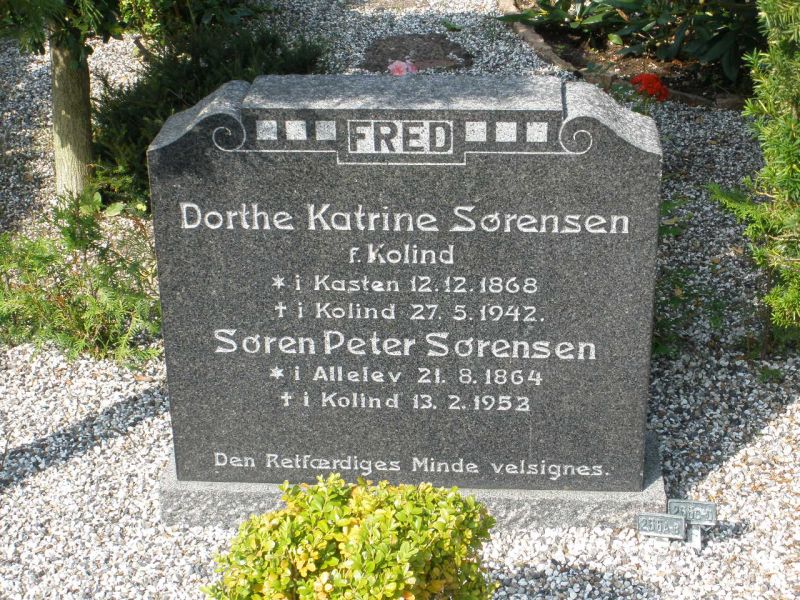 FRED
Dorthe Katrine Sørensen
f. Kolind
* i Kasten 12. 12. 1868
† i Kolind 27. 5. 1942.
Søren Peter Sørensen
* i Allelev 21. 8. 1864
† i Kolind 13. 2. 1952
Den Retfærdiges Minde velsignes.